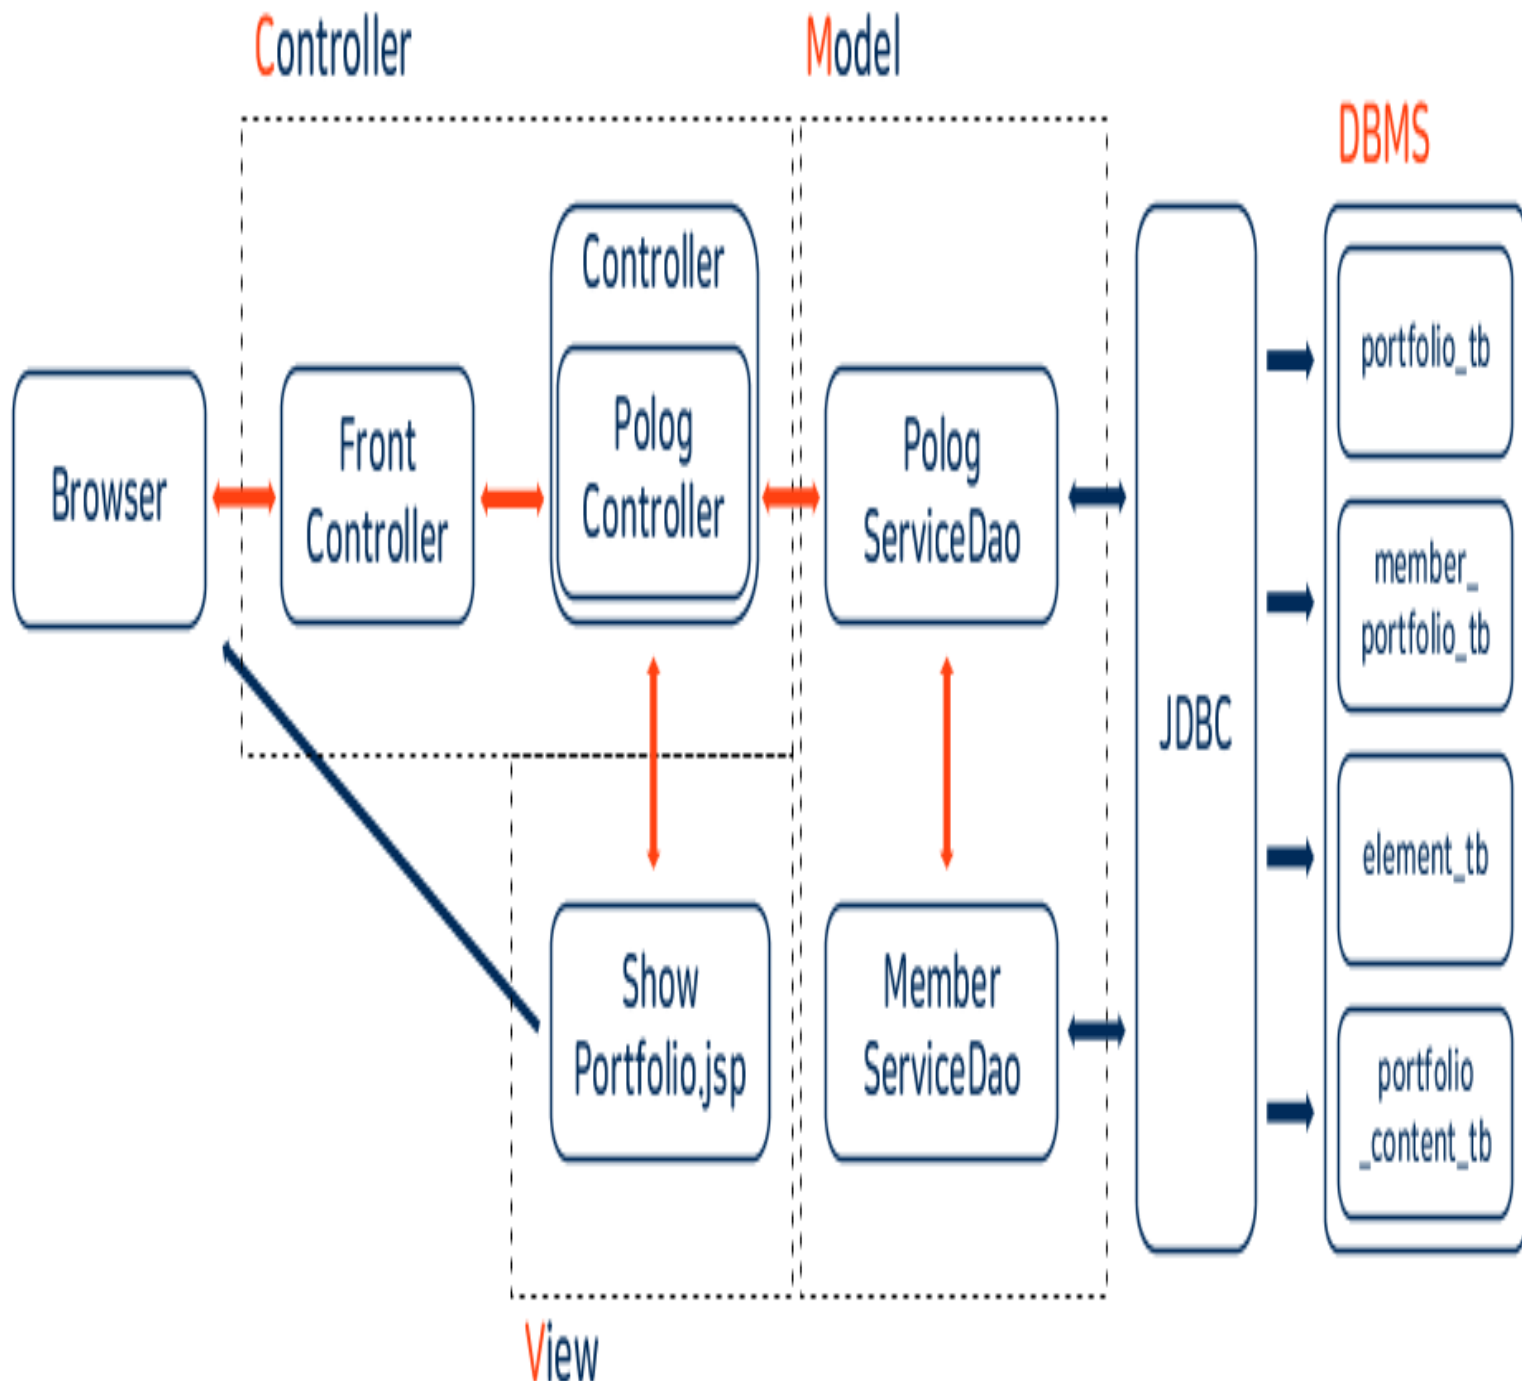 Controller
Model
DBMS
Controller
Polog
Controller
Front
Controller
Browser
Polog
ServiceDao
JDBC
portfolio_tb
member_
portfolio_tb
element_tb
portfolio
_content_tb
Show
Portfolio.jsp
Member
ServiceDao
View